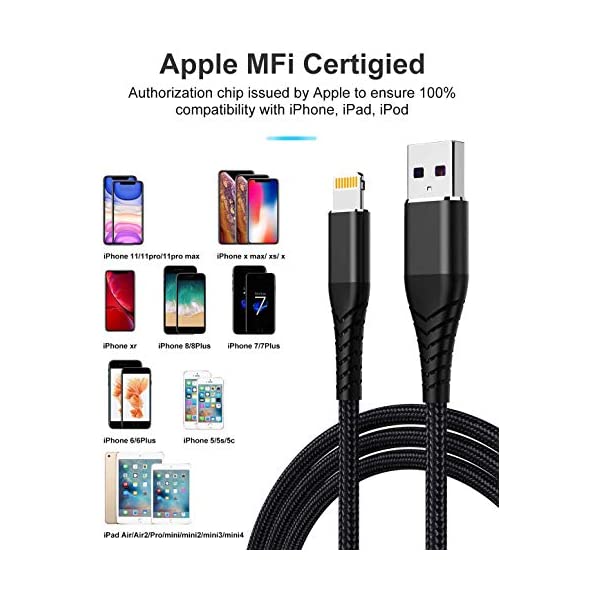 Apple MFi Certigied
Authorization chip issued by Apple to ensure 100%
compatibility with iPhone, iPad, iPod
iPhone 11/11pro/11pro max
iPhone x max/ xs/ x
7
iPhone xr
iPhone 8/8Plus
iPhone 7/7Plus
iPhone 6/6Plus
iPhone 5/5s/5c
iPad Air/Air2/Pro/mini/mini2/mini3/mini4